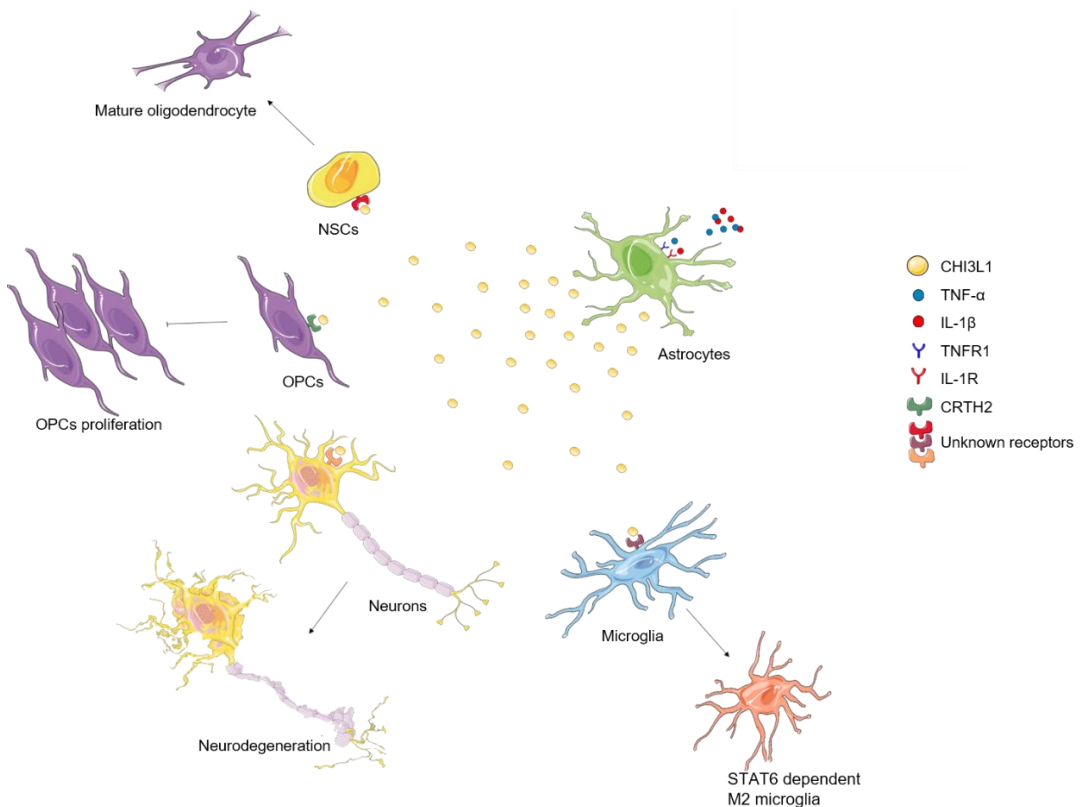 Mature oligodendrocyte
NSCs
OPCs proliferation
OPCs
Astrocytes
Neurons
Neurodegeneration
Microglia
STAT6 dependent
M2 microglia
CHI3L1
TNF-α
IL-1β
TNFR1
IL-1R
CRTH2
Unknown receptors